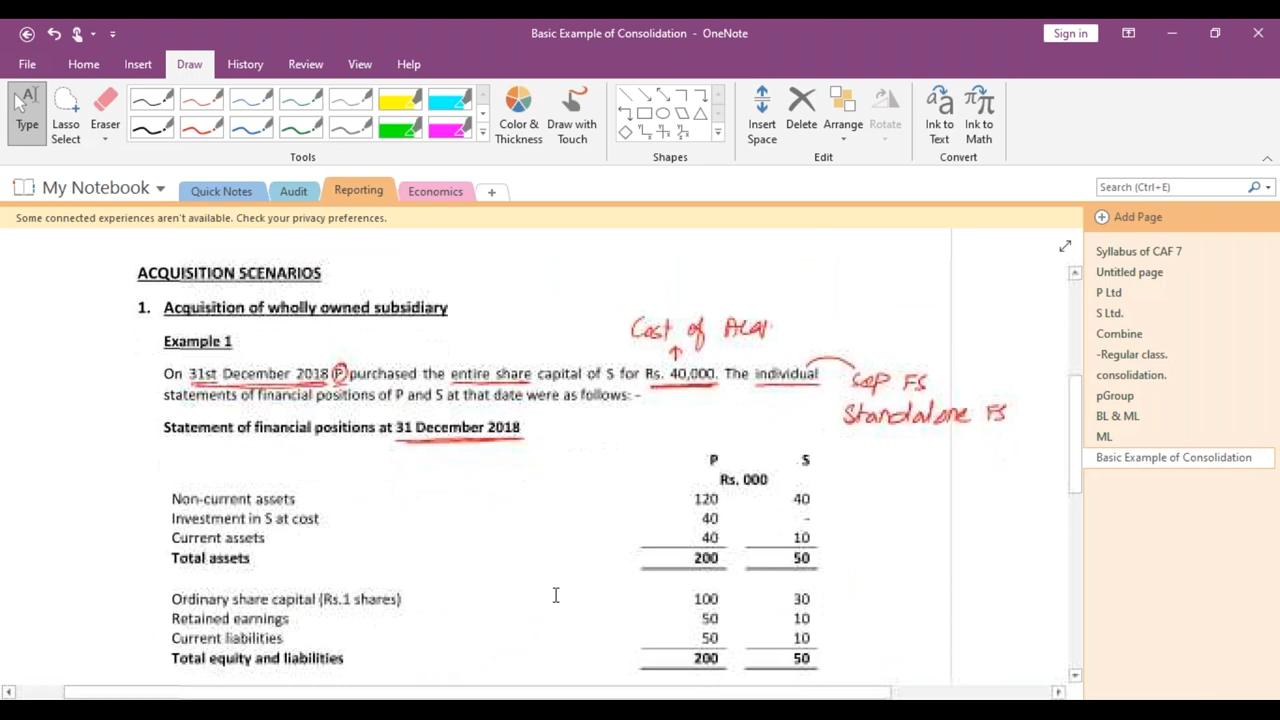 Basic Example of Consolidation - OneNote
Sign in
File Home Insert Draw History Review View Help
Type
Lasso Select
Eraser
Color & Thickness
Draw with Touch
Insert Space
Delete
Arrange
Rotate
Ink to Text
Ink to Math
Tools Shapes Edit Convert
My Notebook Quick Notes Audit Reporting Economics
Search (Ctrl+E)
Some connected experiences aren't available. Check your privacy preferences.
Add Page
Syllabus of CAF 7
Untitled page
P Ltd
S Ltd.
Combine
-Regular class.
consolidation.
pGroup
BL & ML
ML
Basic Example of Consolidation
ACQUISITION SCENARIOS
1. Acquisition of wholly owned subsidiary
Example 1
Cost of Acq.
On 31st December 2018 P purchased the entire share capital of S for Rs. 40,000. The individual
statements of financial positions of P and S at that date were as follows: -
Sep FS
Standalone FS
Statement of financial positions at 31 December 2018
P S
Rs. 000
Non-current assets 120 40
Investment in S at cost 40 -
Current assets 40 10
Total assets 200 50
Ordinary share capital (Rs.1 shares) 100 30
Retained earnings 50 10
Current liabilities 50 10
Total equity and liabilities 200 50